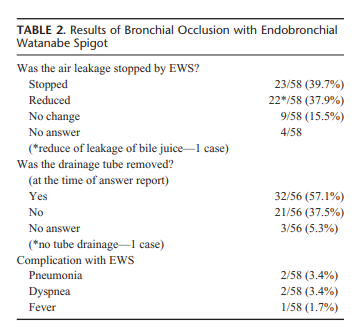 TABLE 2. Results of Bronchial Occlusion with Endobronchial
Watanabe Spigot
Was the air leakage stopped by EWS?
Stopped 23/58 (39.7%)
Reduced 22*/58 (37.9%)
No change 9/58 (15.5%)
No answer 4/58
(*reduce of leakage of bile juice—1 case)
Was the drainage tube removed?
(at the time of answer report)
Yes 32/56 (57.1%)
No 21/56 (37.5%)
No answer 3/56 (5.3%)
(*no tube drainage—1 case)
Complication with EWS
Pneumonia 2/58 (3.4%)
Dyspnea 2/58 (3.4%)
Fever 1/58 (1.7%)